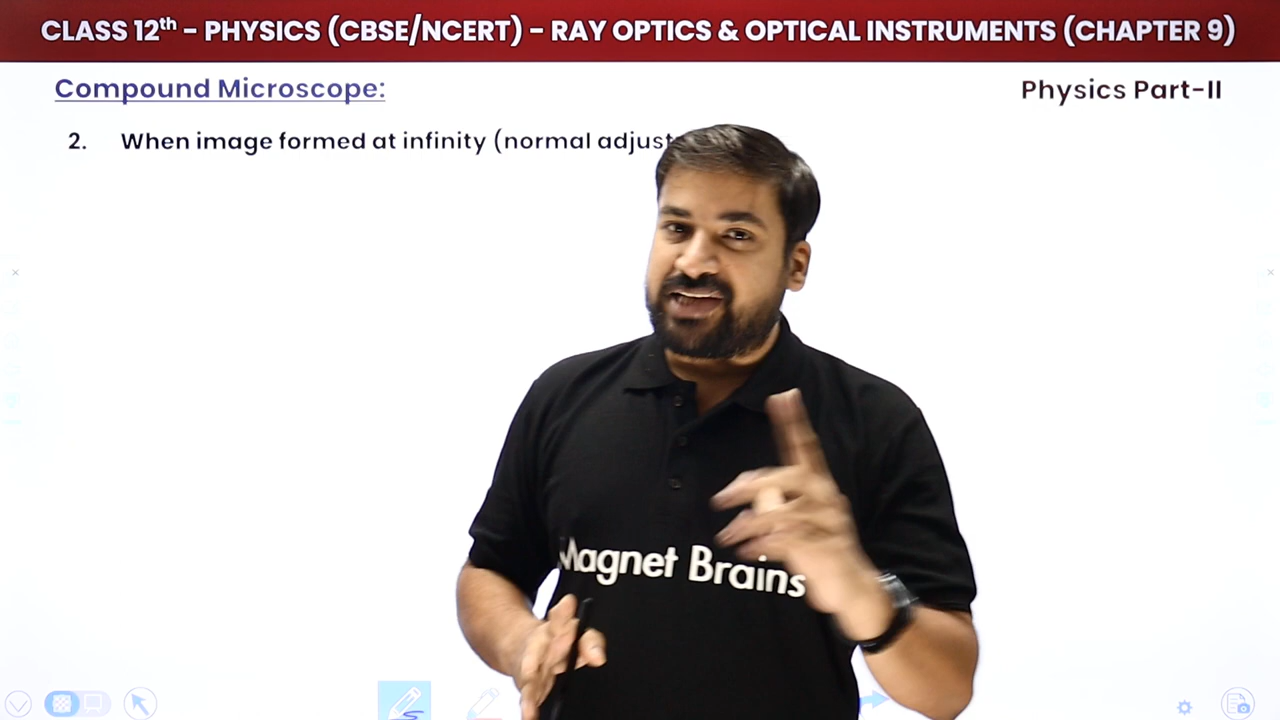 CLASS 12th - PHYSICS (CBSE/NCERT) - RAY OPTICS & OPTICAL INSTRUMENTS (CHAPTER 9)
Compound Microscope:
Physics Part-II
2. When image formed at infinity (normal
Magnet Brains